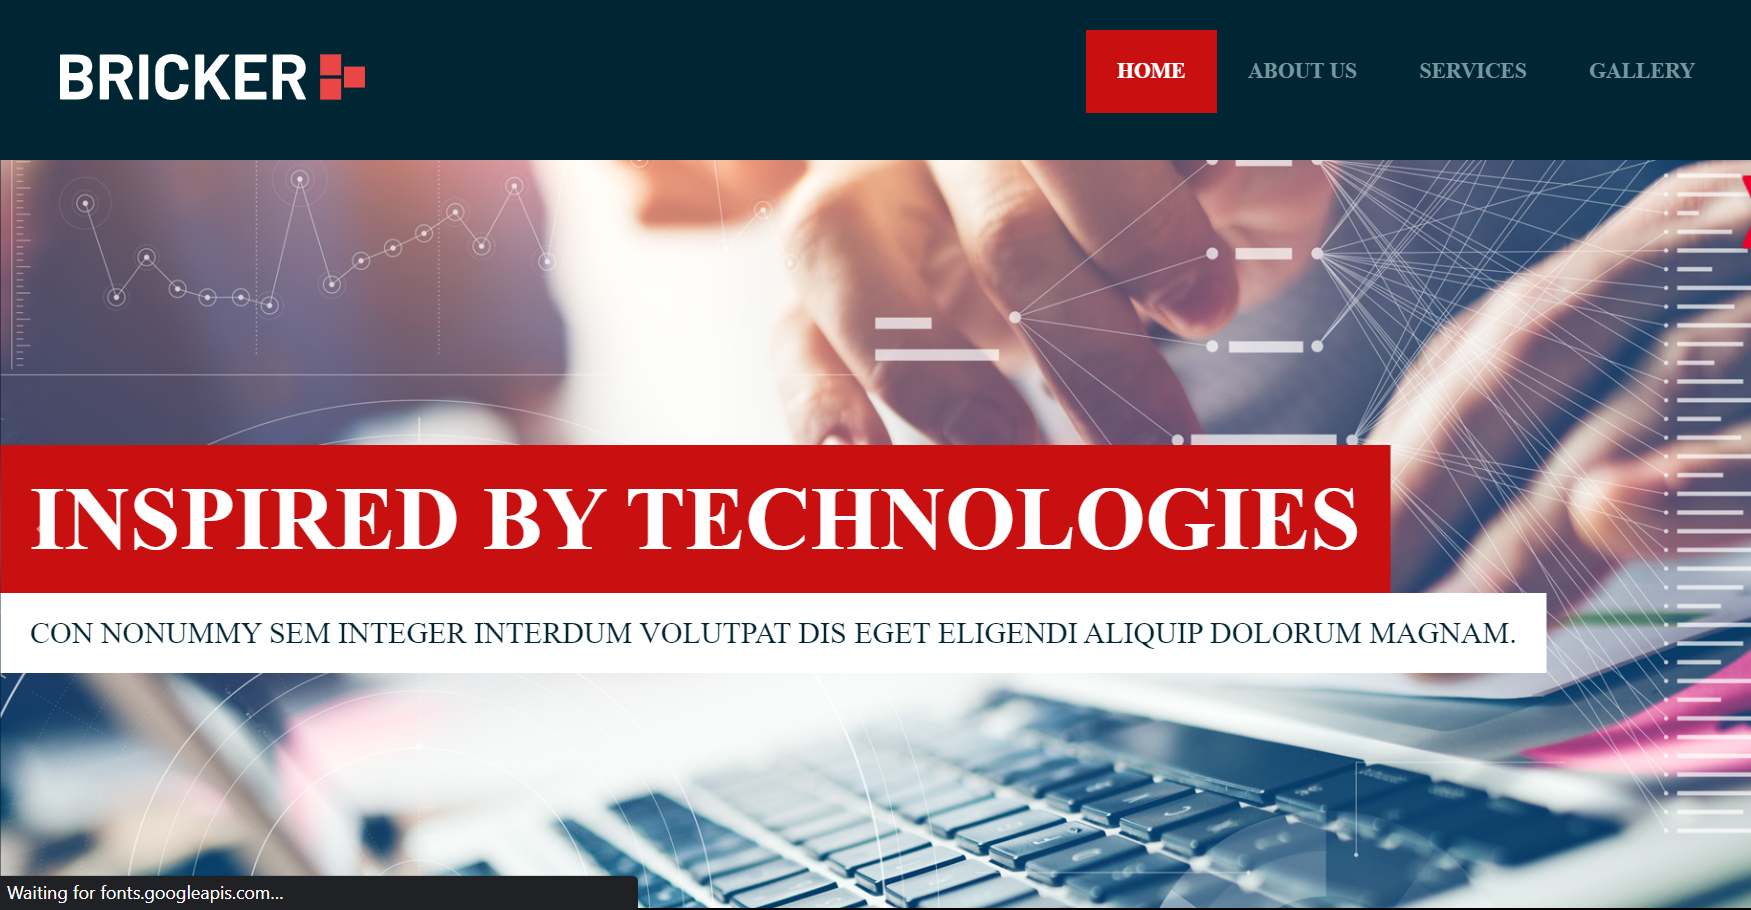 BRICKER
HOME ABOUT US SERVICES GALLERY
INSPIRED BY TECHNOLOGIES
CON NONUMMY SEM INTEGER INTERDUM VOLUTPAT DIS EGET ELIGENDI ALIQUIP DOLORUM MAGNAM.
Waiting for fonts.googleapis.com...